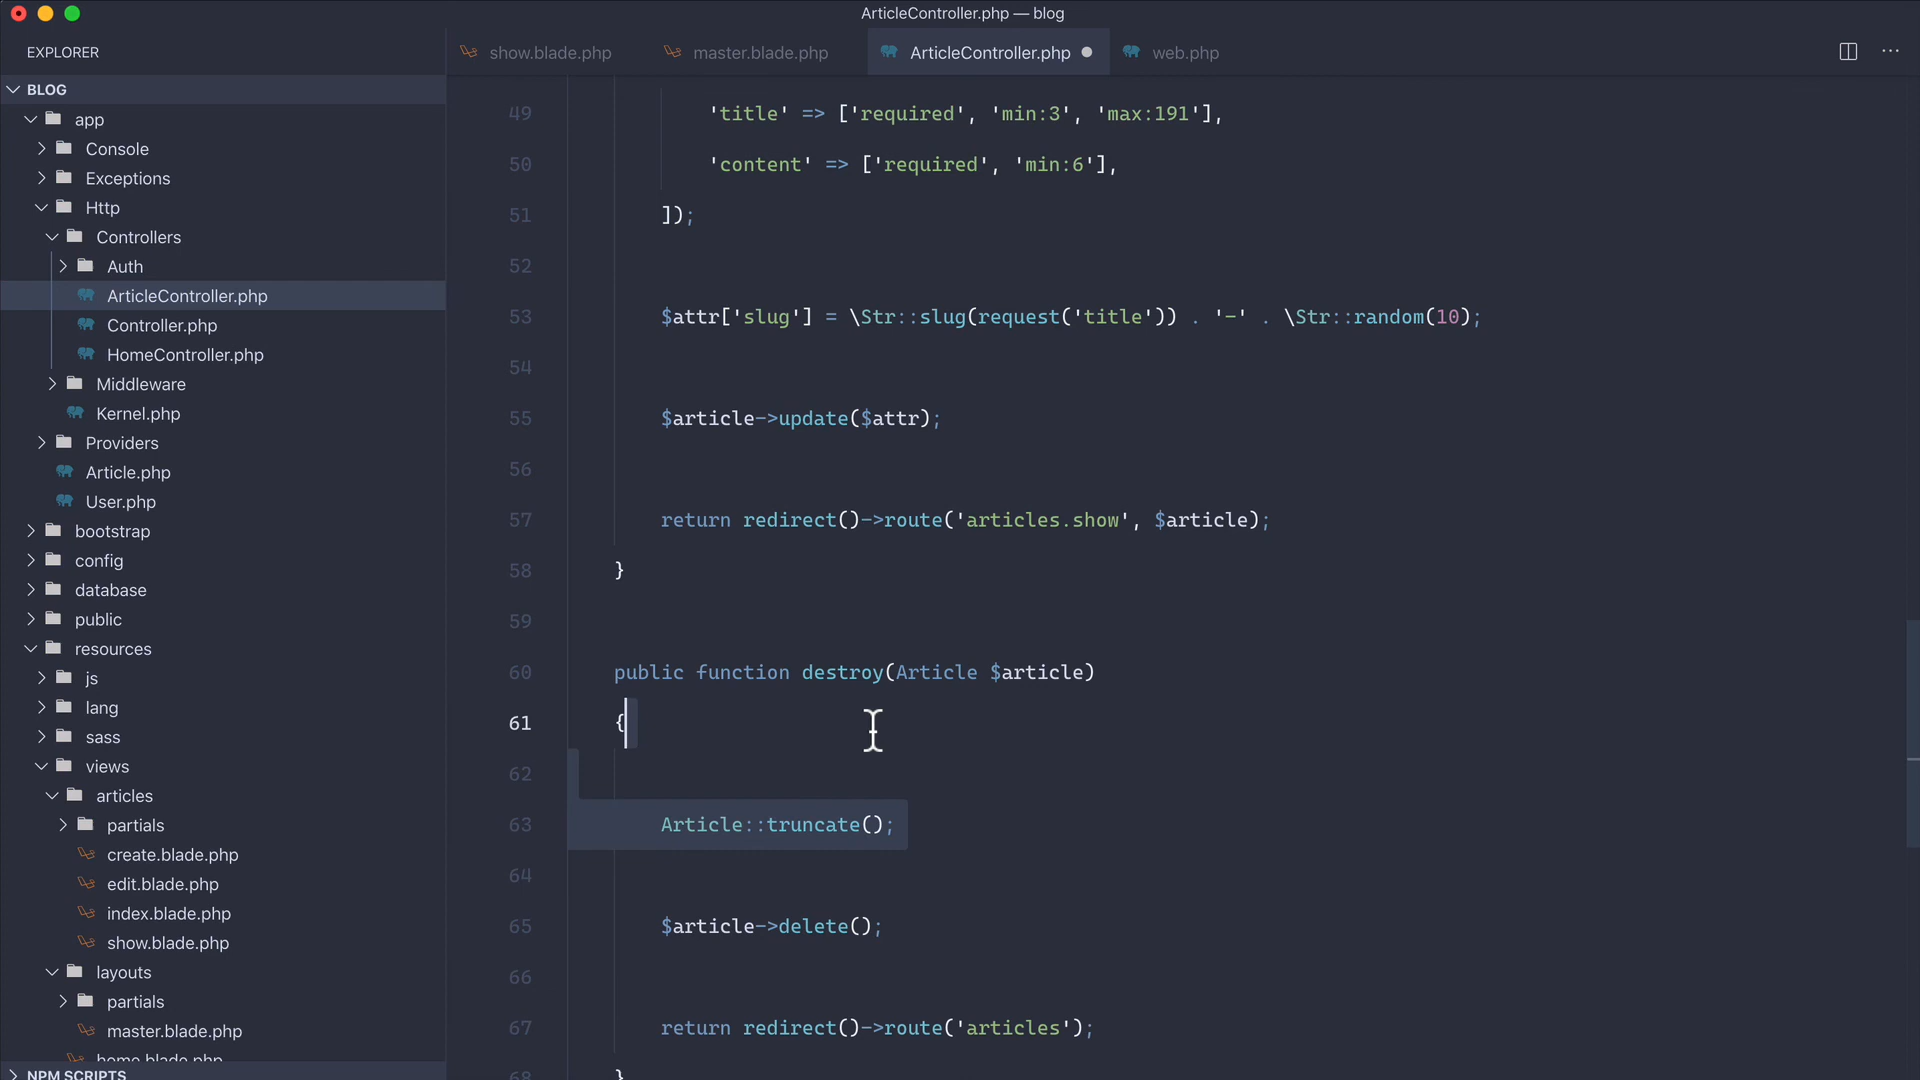 ArticleController.php — blog
EXPLORER
show.blade.php
master.blade.php
ArticleController.php
web.php
BLOG
app
Console
Exceptions
Http
Controllers
Auth
ArticleController.php
Controller.php
HomeController.php
Middleware
Kernel.php
Providers
Article.php
User.php
bootstrap
config
database
public
resources
js
lang
sass
views
articles
partials
create.blade.php
edit.blade.php
index.blade.php
show.blade.php
layouts
partials
master.blade.php
home.blade.php
NPM SCRIPTS
49 'title' => ['required', 'min:3', 'max:191'],
50 'content' => ['required', 'min:6'],
51 ]);
52
53 $attr['slug'] = \Str::slug(request('title')) . '-' . \Str::random(10);
54
55 $article->update($attr);
56
57 return redirect()->route('articles.show', $article);
58 }
59
60 public function destroy(Article $article)
61 {
62
63 Article::truncate();
64
65 $article->delete();
66
67 return redirect()->route('articles');
68 }